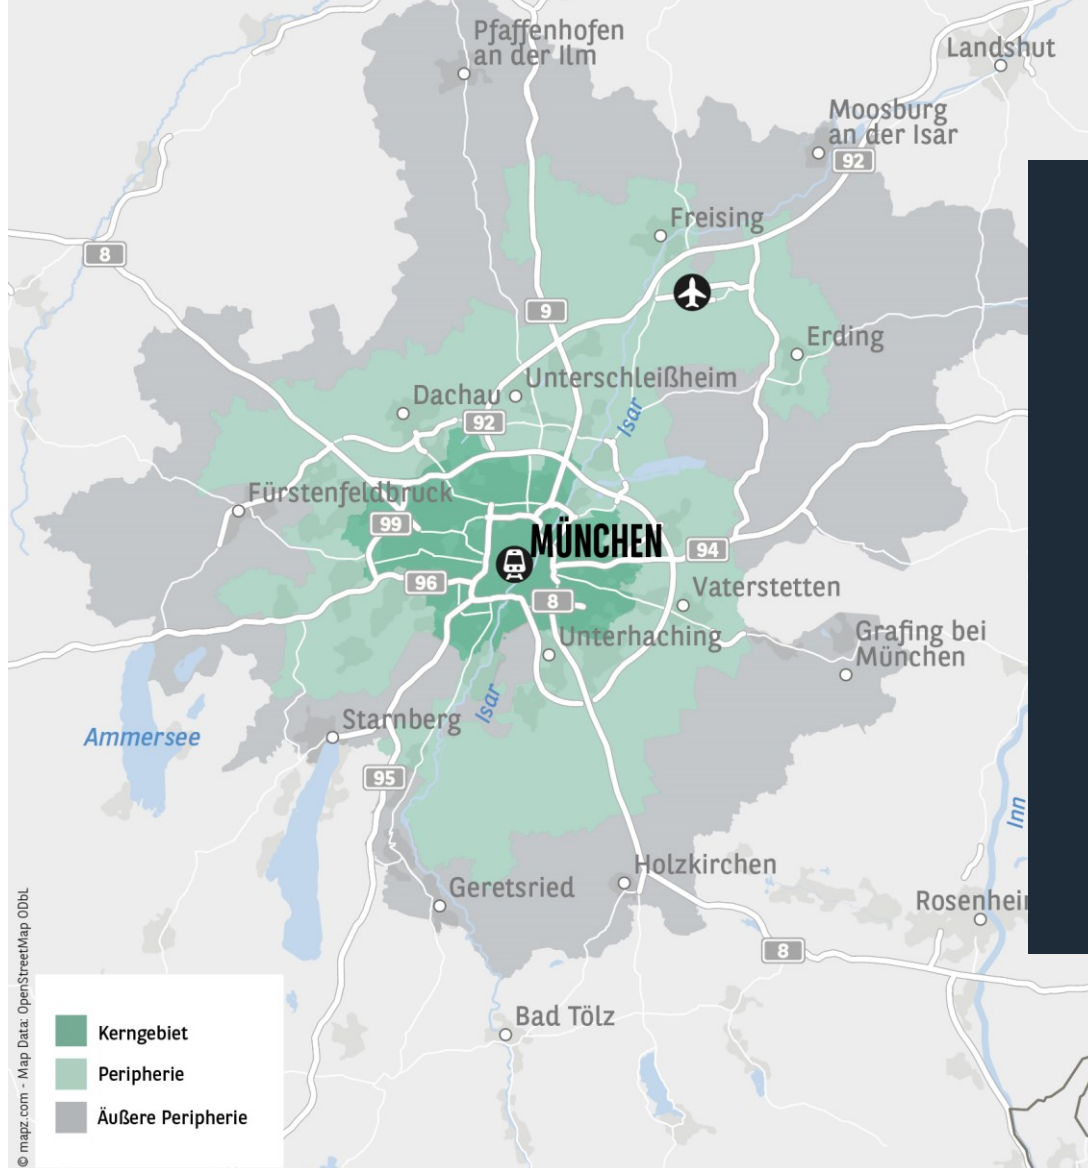 Pfaffenhofen
an der Ilm
Landshut
Moosburg
an der Isar
92
Freising
8
9
Erding
Unterschleißheim
Dachau
92
Isar
Fürstenfeldbruck
99
MÜNCHEN
94
96
8
Vaterstetten
Unterhaching
Grafing bei
München
Isar
Starnberg
Ammersee
95
Inn
Holzkirchen
Geretsried
8
Bad Tölz
Kerngebiet
Peripherie
Äußere Peripherie
© mapz.com - Map Data: OpenStreetMap ODbL